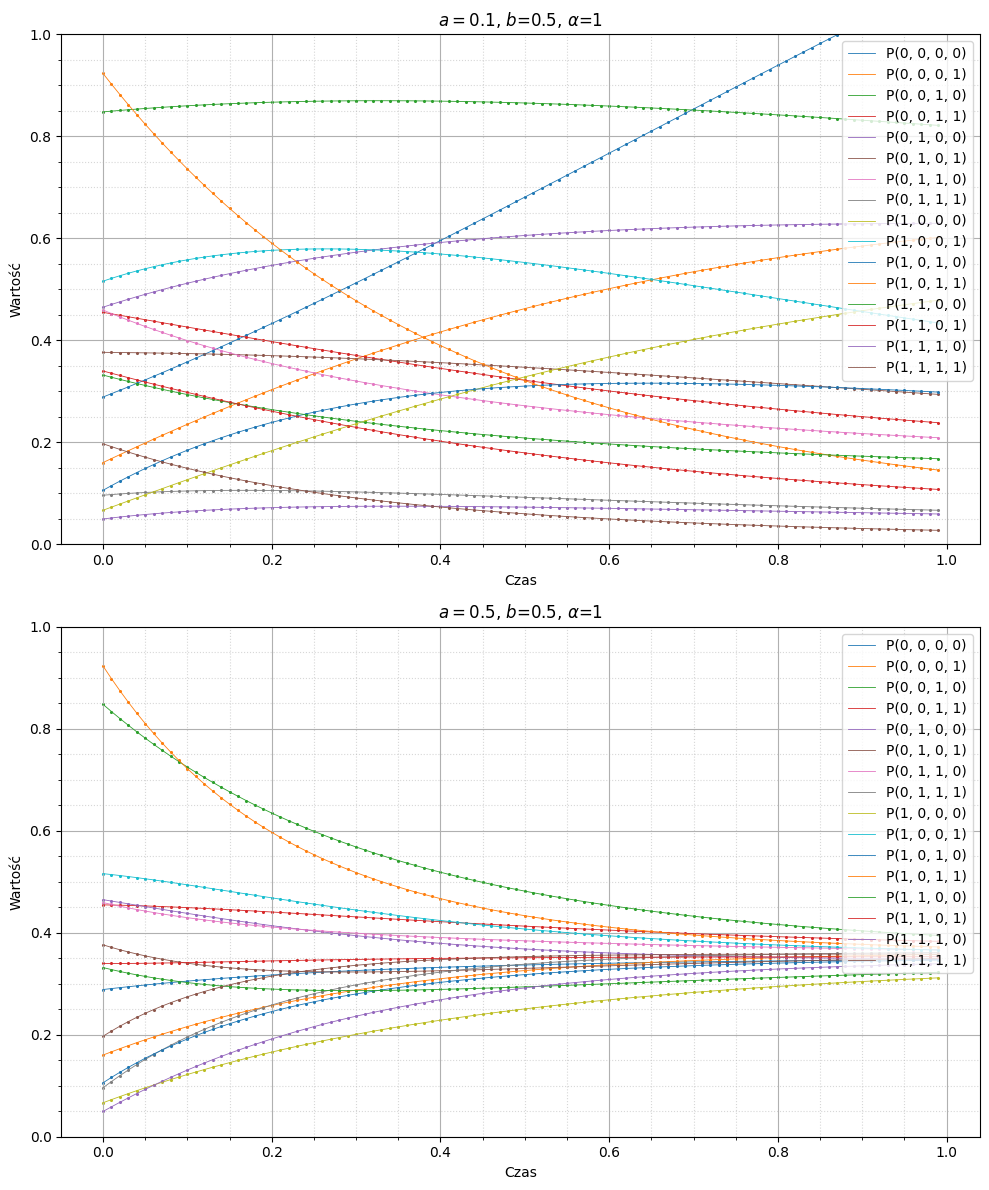 a = 0.1, b=0.5, α=1
Wartość
1.0
0.8
0.6
0.4
0.2
0.0
P(0, 0, 0, 0)
P(0, 0, 0, 1)
P(0, 0, 1, 0)
P(0, 0, 1, 1)
P(0, 1, 0, 0)
P(0, 1, 0, 1)
P(0, 1, 1, 0)
P(0, 1, 1, 1)
P(1, 0, 0, 0)
P(1, 0, 0, 1)
P(1, 0, 1, 0)
P(1, 0, 1, 1)
P(1, 1, 0, 0)
P(1, 1, 0, 1)
P(1, 1, 1, 0)
P(1, 1, 1, 1)
0.0 0.2 0.4 0.6 0.8 1.0
Czas
a = 0.5, b=0.5, α=1
Wartość
1.0
0.8
0.6
0.4
0.2
0.0
P(0, 0, 0, 0)
P(0, 0, 0, 1)
P(0, 0, 1, 0)
P(0, 0, 1, 1)
P(0, 1, 0, 0)
P(0, 1, 0, 1)
P(0, 1, 1, 0)
P(0, 1, 1, 1)
P(1, 0, 0, 0)
P(1, 0, 0, 1)
P(1, 0, 1, 0)
P(1, 0, 1, 1)
P(1, 1, 0, 0)
P(1, 1, 0, 1)
P(1, 1, 1, 0)
P(1, 1, 1, 1)
0.0 0.2 0.4 0.6 0.8 1.0
Czas